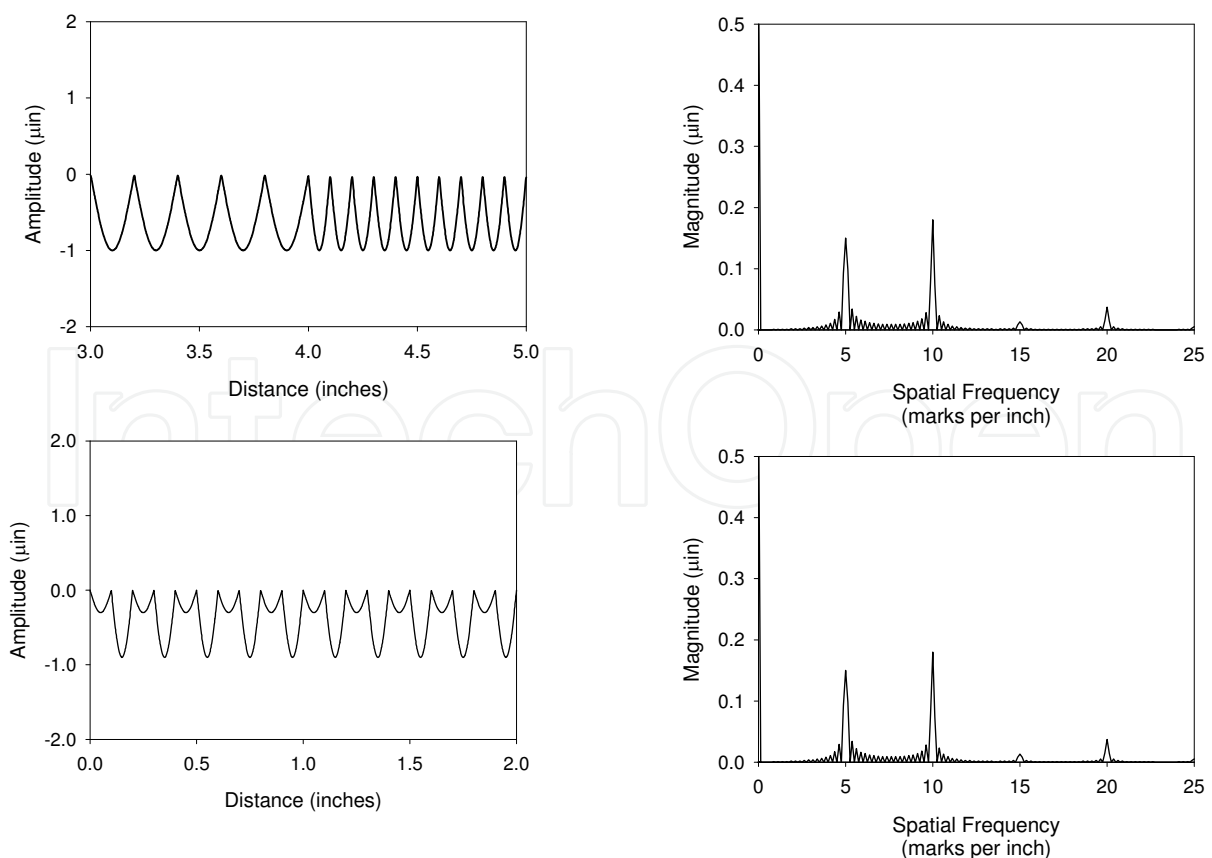 2
1
0
-1
-2
Amplitude (μin)
3.0 3.5 4.0 4.5 5.0
Distance (inches)
0.5
0.4
0.3
0.2
0.1
0.0
Magnitude (μin)
0 5 10 15 20 25
Spatial Frequency
(marks per inch)
2.0
1.0
0.0
-1.0
-2.0
Amplitude (μin)
0.0 0.5 1.0 1.5 2.0
Distance (inches)
0.5
0.4
0.3
0.2
0.1
0.0
Magnitude (μin)
0 5 10 15 20 25
Spatial Frequency
(marks per inch)
IntechOpen